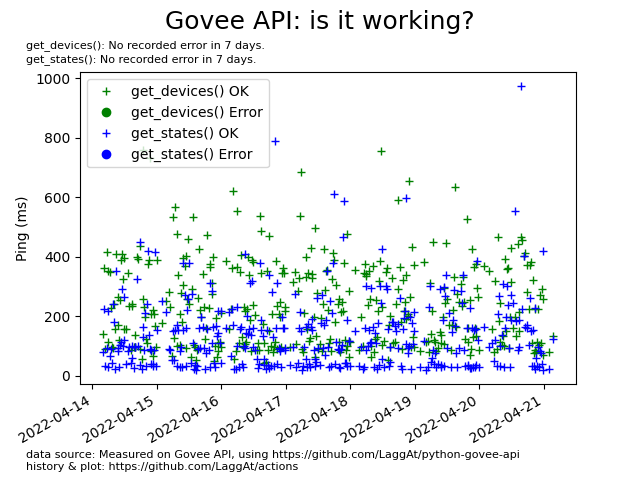 Govee API: is it working?
get_devices(): No recorded error in 7 days.
get_states(): No recorded error in 7 days.
get_devices() OK
get_devices() Error
get_states() OK
get_states() Error
Ping (ms)
1000
800
600
400
200
0
2022-04-14
2022-04-15
2022-04-16
2022-04-17
2022-04-18
2022-04-19
2022-04-20
2022-04-21
data source: Measured on Govee API, using https://github.com/LaggAt/python-govee-api
history & plot: https://github.com/LaggAt/actions